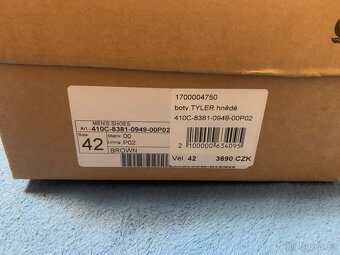 MEN'S SHOES
Art. 410C-8381-0949-00P02
Size:
42
Matrix: 00
Lining: P02
BROWN
1700004750
boty TYLER hnědé
410C-8381-0949-00P02
2 100000 634095
Vel. 42 3690 CZK